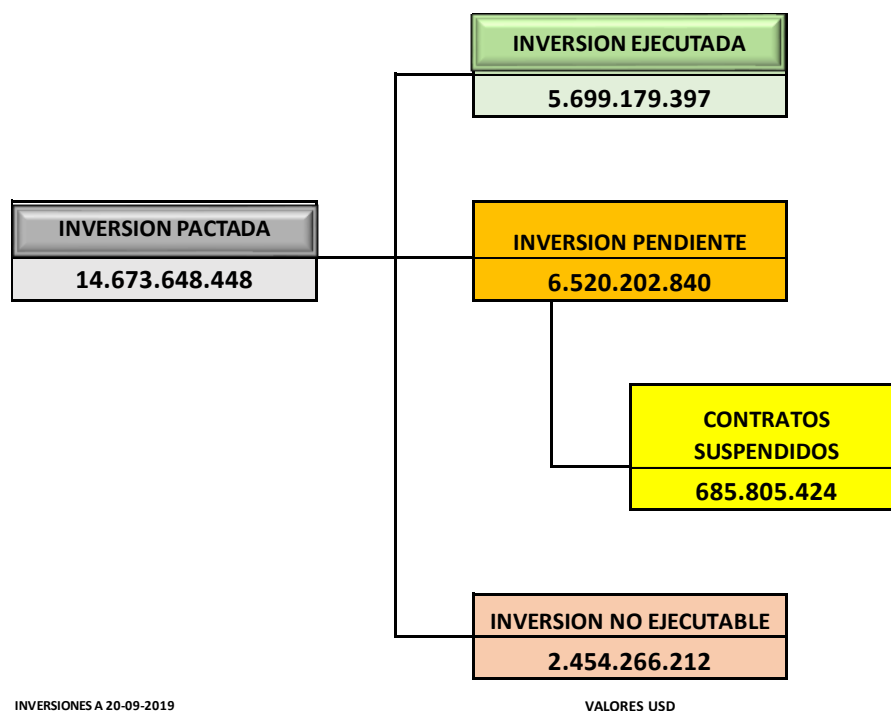 INVERSION EJECUTADA
5.699.179.397
INVERSION PACTADA
14.673.648.448
INVERSION PENDIENTE
6.520.202.840
CONTRATOS
SUSPENDIDOS
685.805.424
INVERSION NO EJECUTABLE
2.454.266.212
INVERSIONES A 20-09-2019
VALORES USD